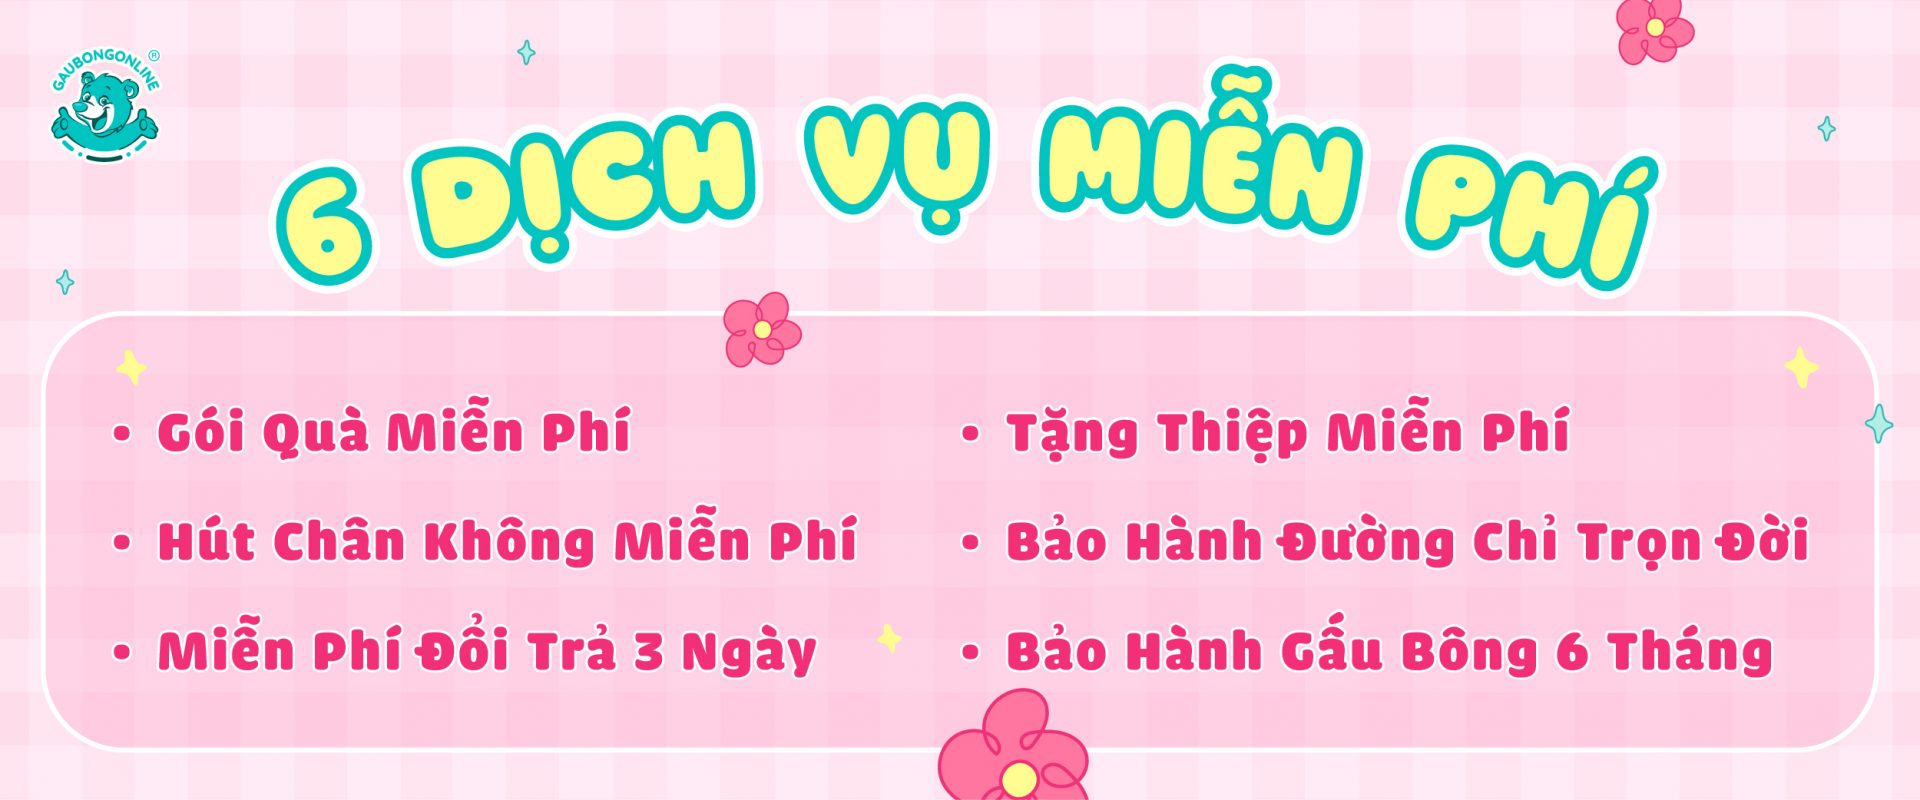 GAUBONGONLINE®
6 DỊCH VỤ MIỄN PHÍ
• Gói Quà Miễn Phí
• Hút Chân Không Miễn Phí
• Miễn Phí Đổi Trả 3 Ngày
• Tặng Thiệp Miễn Phí
• Bảo Hành Đường Chỉ Trọn Đời
• Bảo Hành Gấu Bông 6 Tháng